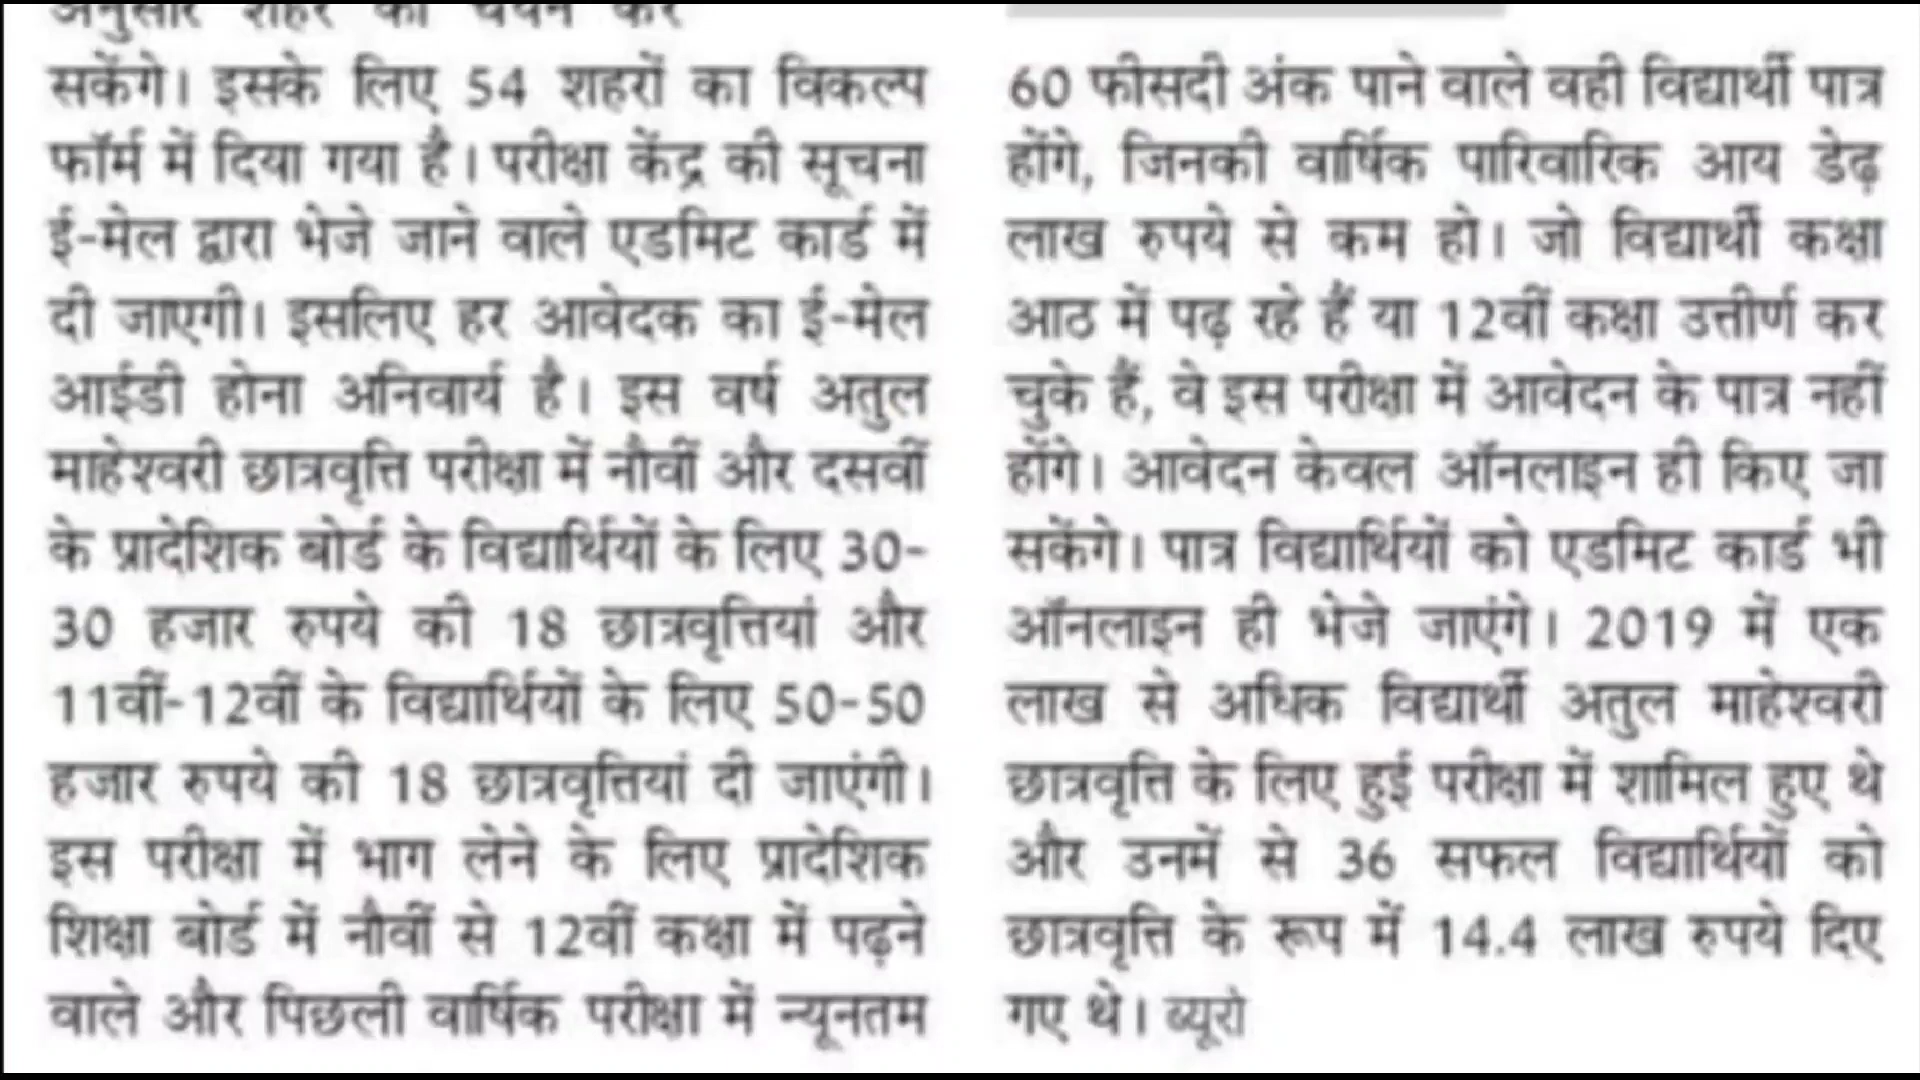 अनुसार शहर का चयन कर
सकेंगे। इसके लिए 54 शहरों का विकल्प
फॉर्म में दिया गया है। परीक्षा केंद्र की सूचना
ई-मेल द्वारा भेजे जाने वाले एडमिट कार्ड में
दी जाएगी। इसलिए हर आवेदक का ई-मेल
आईडी होना अनिवार्य है। इस वर्ष अतुल
माहेश्वरी छात्रवृत्ति परीक्षा में नौवीं और दसवीं
के प्रादेशिक बोर्ड के विद्यार्थियों के लिए 30-
30 हजार रुपये की 18 छात्रवृत्तियां और
11वीं-12वीं के विद्यार्थियों के लिए 50-50
हजार रुपये की 18 छात्रवृत्तियां दी जाएंगी।
इस परीक्षा में भाग लेने के लिए प्रादेशिक
शिक्षा बोर्ड में नौवीं से 12वीं कक्षा में पढ़ने
वाले और पिछली वार्षिक परीक्षा में न्यूनतम
60 फीसदी अंक पाने वाले वही विद्यार्थी पात्र
होंगे, जिनकी वार्षिक पारिवारिक आय डेढ़
लाख रुपये से कम हो। जो विद्यार्थी कक्षा
आठ में पढ़ रहे हैं या 12वीं कक्षा उत्तीर्ण कर
चुके हैं, वे इस परीक्षा में आवेदन के पात्र नहीं
होंगे। आवेदन केवल ऑनलाइन ही किए जा
सकेंगे। पात्र विद्यार्थियों को एडमिट कार्ड भी
ऑनलाइन ही भेजे जाएंगे। 2019 में एक
लाख से अधिक विद्यार्थी अतुल माहेश्वरी
छात्रवृत्ति के लिए हुई परीक्षा में शामिल हुए थे
और उनमें से 36 सफल विद्यार्थियों को
छात्रवृत्ति के रूप में 14.4 लाख रुपये दिए
गए थे। ब्यूरो